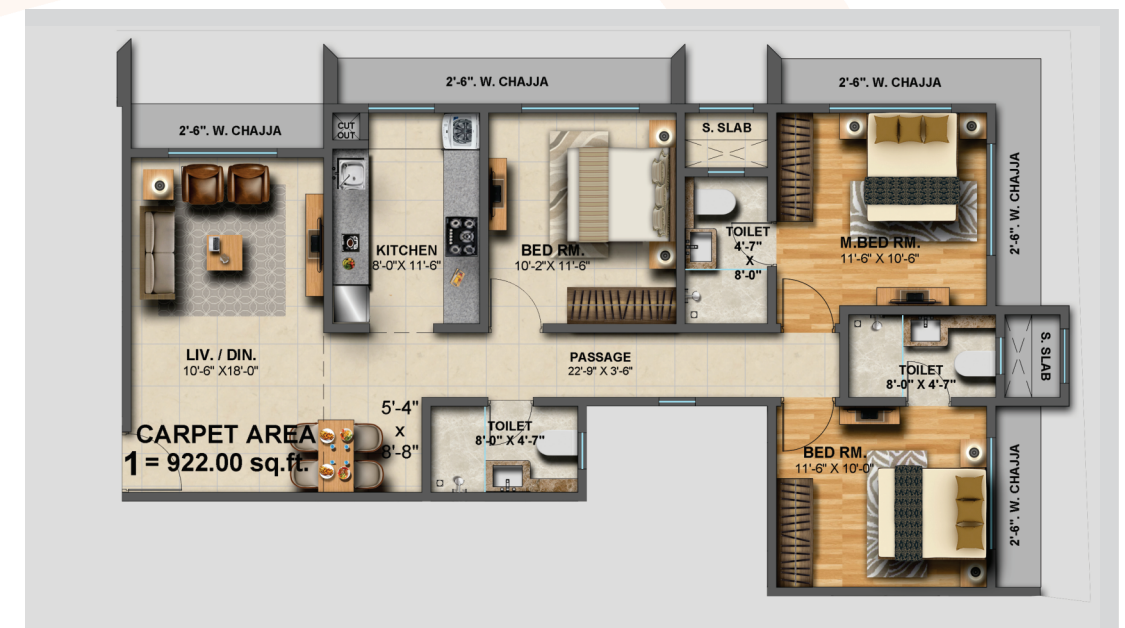 2'-6". W. CHAJJA
2'-6". W. CHAJJA
2'-6". W. CHAJJA
CUT
OUT
S. SLAB
2'-6". W. CHAJJA
KITCHEN
8'-0"X 11'-6"
BED RM.
10'-2"X 11'-6"
TOILET
4'-7"
X
8'-0"
M.BED RM.
11'-6" X 10'-6"
LIV. / DIN.
10'-6" X18'-0"
PASSAGE
22'-9" X 3'-6"
TOILET
8'-0" X 4'-7"
S. SLAB
5'-4"
x
8'-8"
CARPET AREA
1 = 922.00 sq.ft.
TOILET
8'-0" X 4'-7"
BED RM.
11'-6" X 10'-0"
2'-6". W. CHAJJA